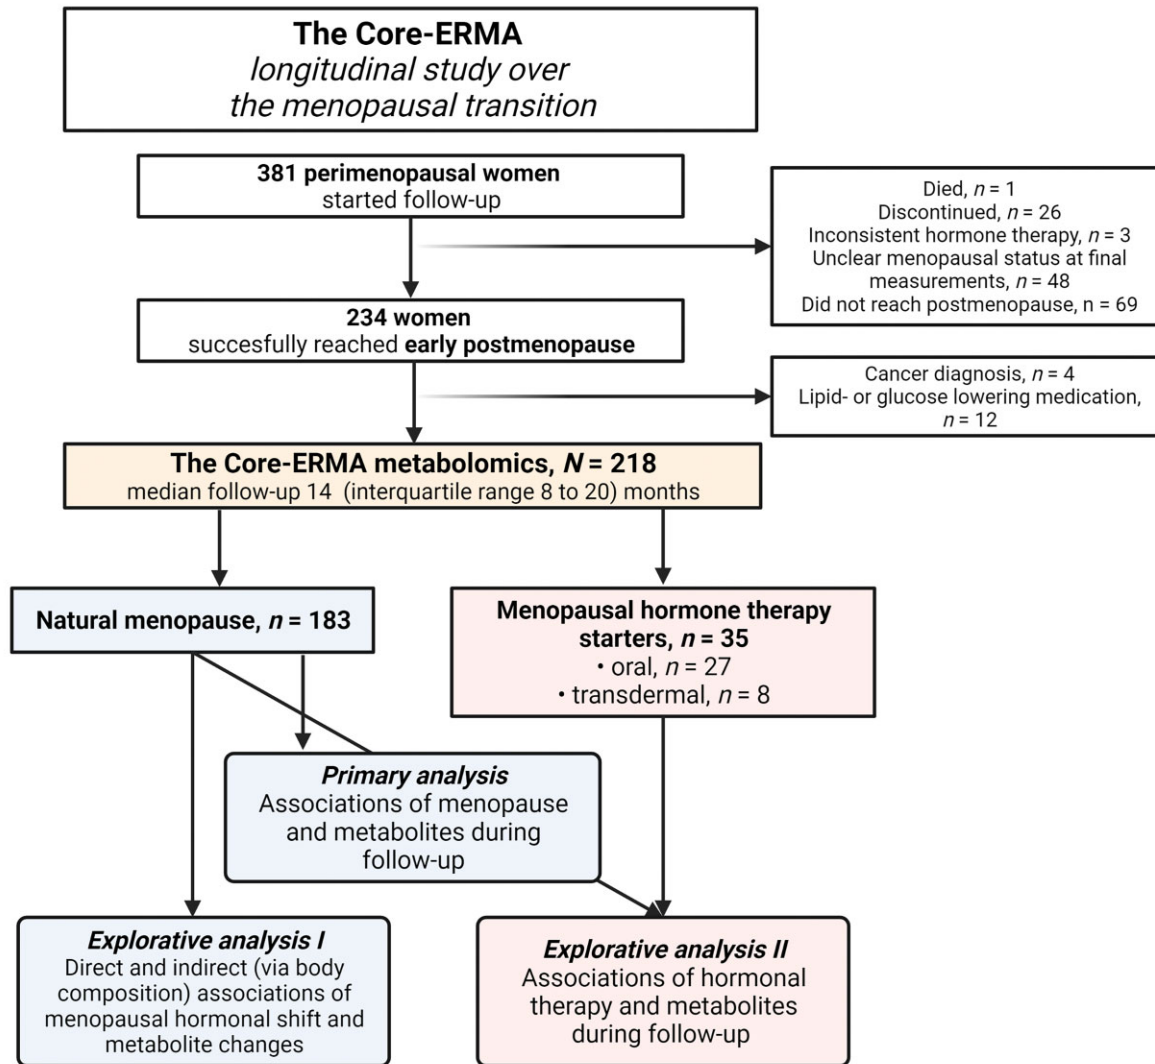 The Core-ERMA
longitudinal study over
the menopausal transition
381 perimenopausal women
started follow-up
Died, n = 1
Discontinued, n = 26
Inconsistent hormone therapy, n = 3
Unclear menopausal status at final
measurements, n = 48
Did not reach postmenopause, n = 69
234 women
succesfully reached early postmenopause
Cancer diagnosis, n = 4
Lipid- or glucose lowering medication,
n = 12
The Core-ERMA metabolomics, N = 218
median follow-up 14 (interquartile range 8 to 20) months
Natural menopause, n = 183
Menopausal hormone therapy
starters, n = 35
• oral, n = 27
• transdermal, n = 8
Primary analysis
Associations of menopause
and metabolites during
follow-up
Explorative analysis I
Direct and indirect (via body
composition) associations of
menopausal hormonal shift and
metabolite changes
Explorative analysis II
Associations of hormonal
therapy and metabolites
during follow-up